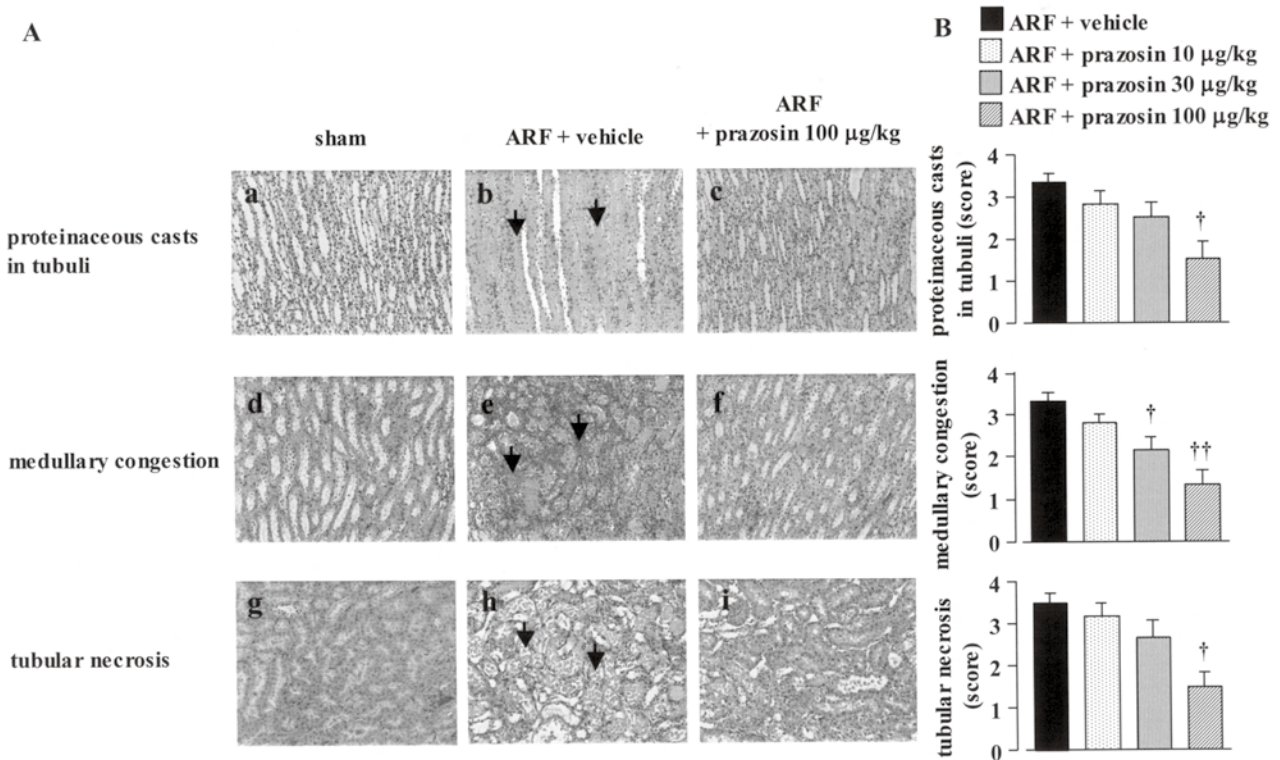 A
B
ARF + vehicle
ARF + prazosin 10 μg/kg
ARF + prazosin 30 μg/kg
ARF + prazosin 100 μg/kg
sham
ARF + vehicle
ARF
+ prazosin 100 μg/kg
proteinaceous casts
in tubuli
a
b
c
proteinaceous casts
in tubuli (score)
4
3
2
1
0
†
medullary congestion
d
e
f
medullary congestion
(score)
4
3
2
1
0
†
††
tubular necrosis
g
h
i
tubular necrosis
(score)
4
3
2
1
0
†